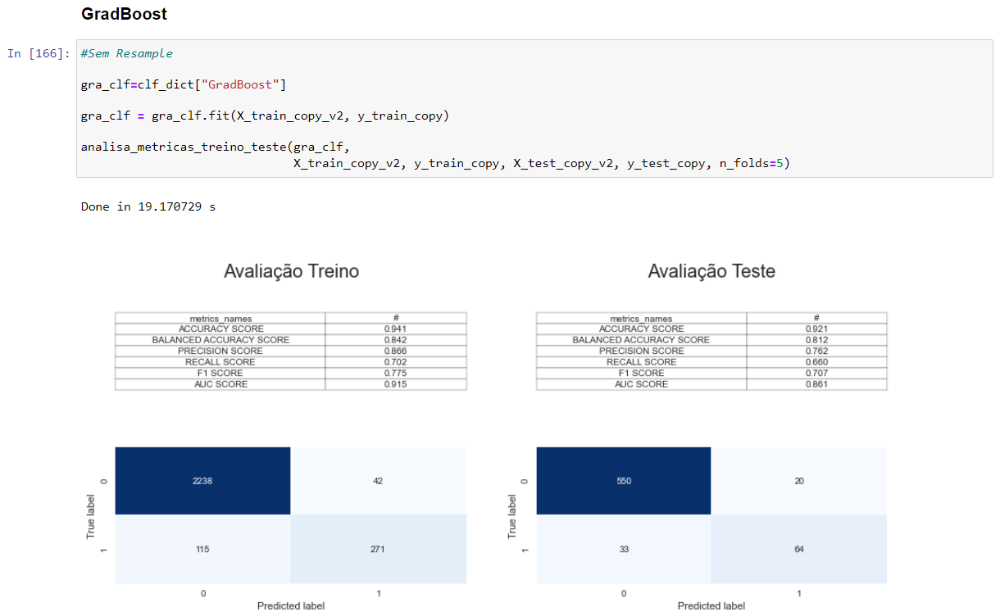 GradBoost
In [166]:
#Sem Resample
gra_clf=clf_dict["GradBoost"]
gra_clf = gra_clf.fit(X_train_copy_v2, y_train_copy)
analisa_metricas_treino_teste(gra_clf,
X_train_copy_v2, y_train_copy, X_test_copy_v2, y_test_copy, n_folds=5)
Done in 19.170729 s
Avaliação Treino
metrics_names #
ACCURACY SCORE 0.941
BALANCED ACCURACY SCORE 0.842
PRECISION SCORE 0.866
RECALL SCORE 0.702
F1 SCORE 0.775
AUC SCORE 0.915
True label
0 2238 42
1 115 271
0 1
Predicted label
Avaliação Teste
metrics_names #
ACCURACY SCORE 0.921
BALANCED ACCURACY SCORE 0.812
PRECISION SCORE 0.762
RECALL SCORE 0.660
F1 SCORE 0.707
AUC SCORE 0.861
True label
0 550 20
1 33 64
0 1
Predicted label